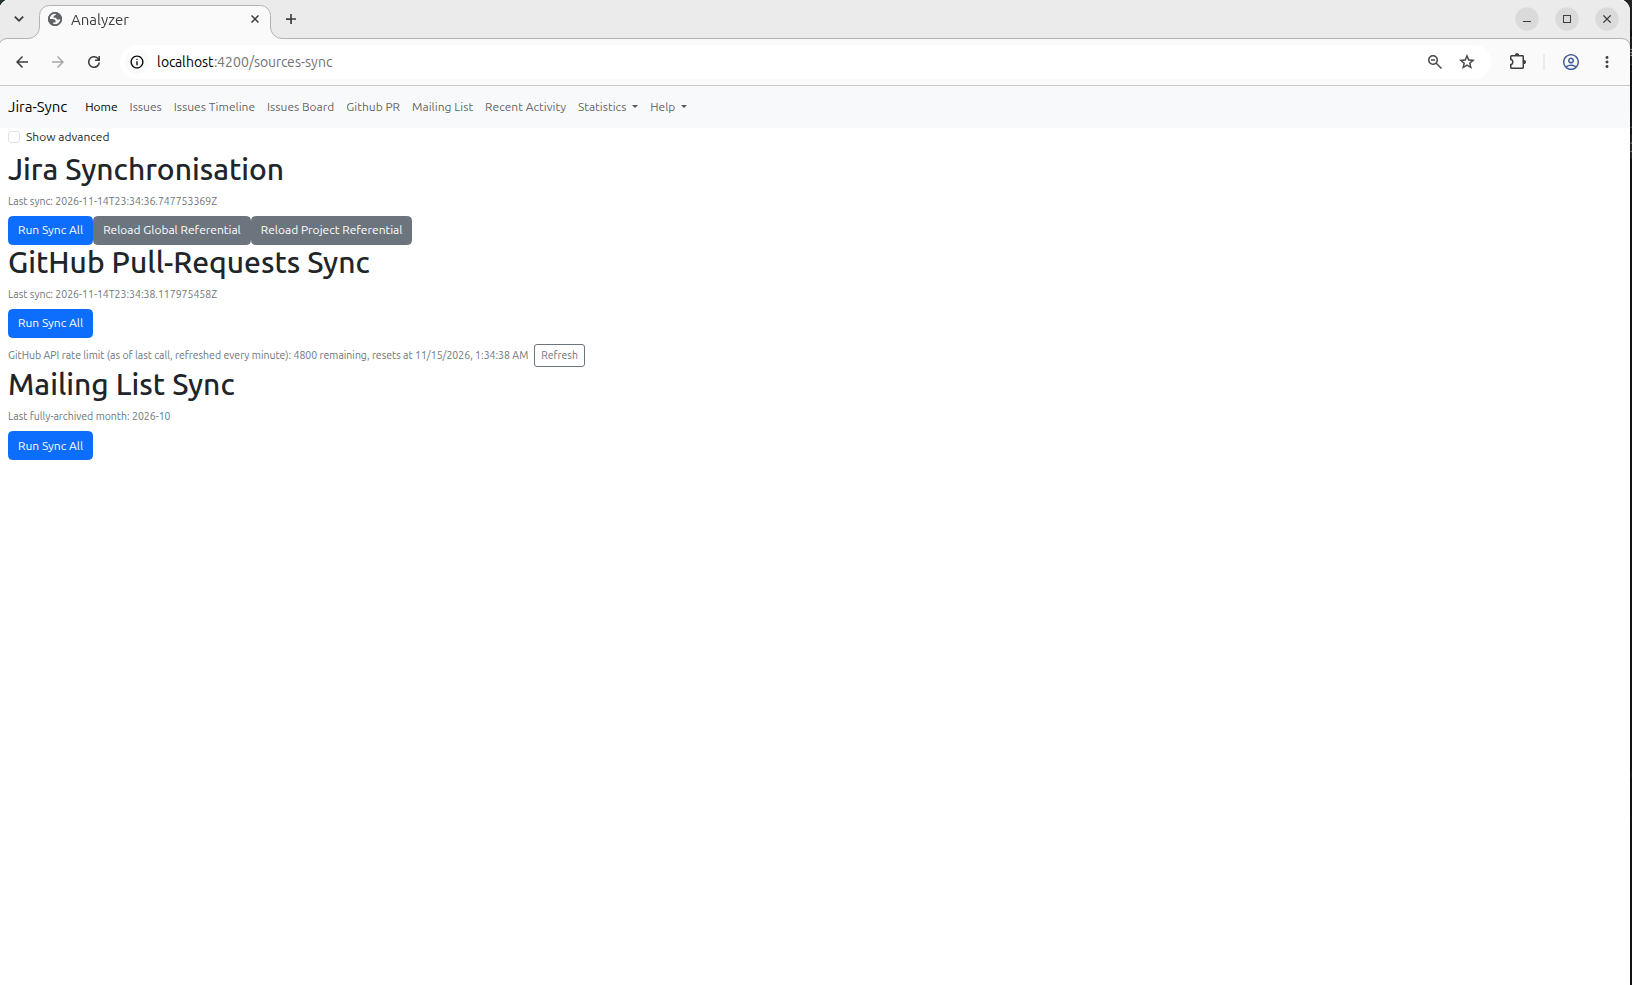 Analyzer
localhost:4200/sources-sync
Jira-Sync Home Issues Issues Timeline Issues Board Github PR Mailing List Recent Activity Statistics Help
Show advanced
Jira Synchronisation
Last sync: 2026-11-14T23:34:36.747753369Z
Run Sync All Reload Global Referential Reload Project Referential
GitHub Pull-Requests Sync
Last sync: 2026-11-14T23:34:38.117975458Z
Run Sync All
GitHub API rate limit (as of last call, refreshed every minute): 4800 remaining, resets at 11/15/2026, 1:34:38 AM Refresh
Mailing List Sync
Last fully-archived month: 2026-10
Run Sync All